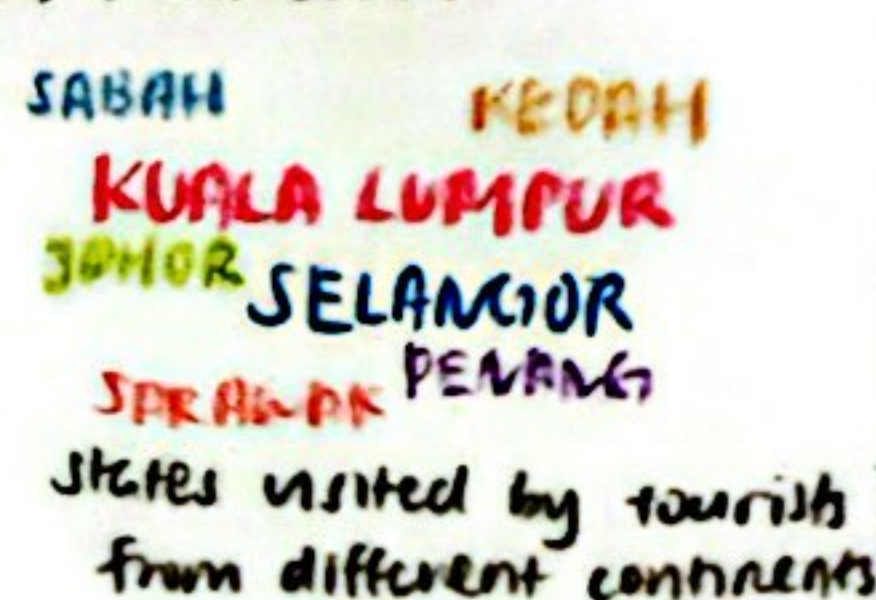 SABAH KEDAH
KUALA LUMPUR
JOHOR SELANGOR
SARAWAK PENANG
states visited by tourists
from different continents